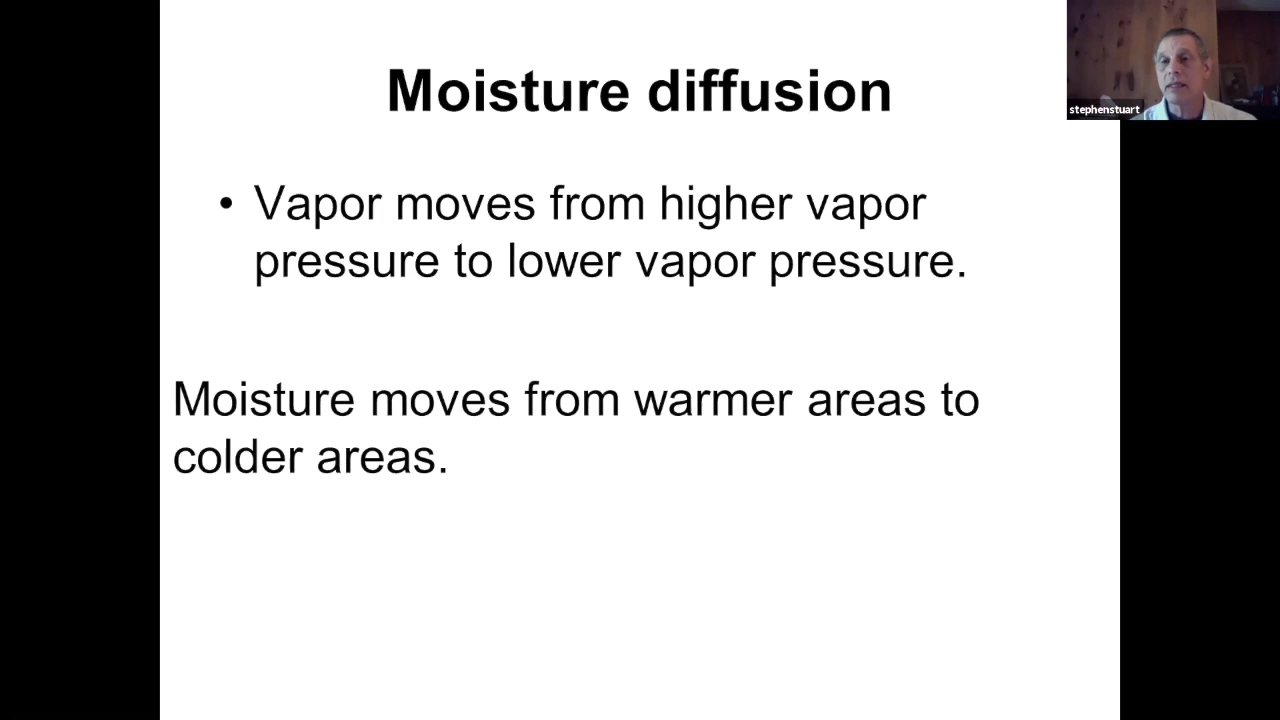 Moisture diffusion
stephenstuart
• Vapor moves from higher vapor
pressure to lower vapor pressure.
Moisture moves from warmer areas to
colder areas.